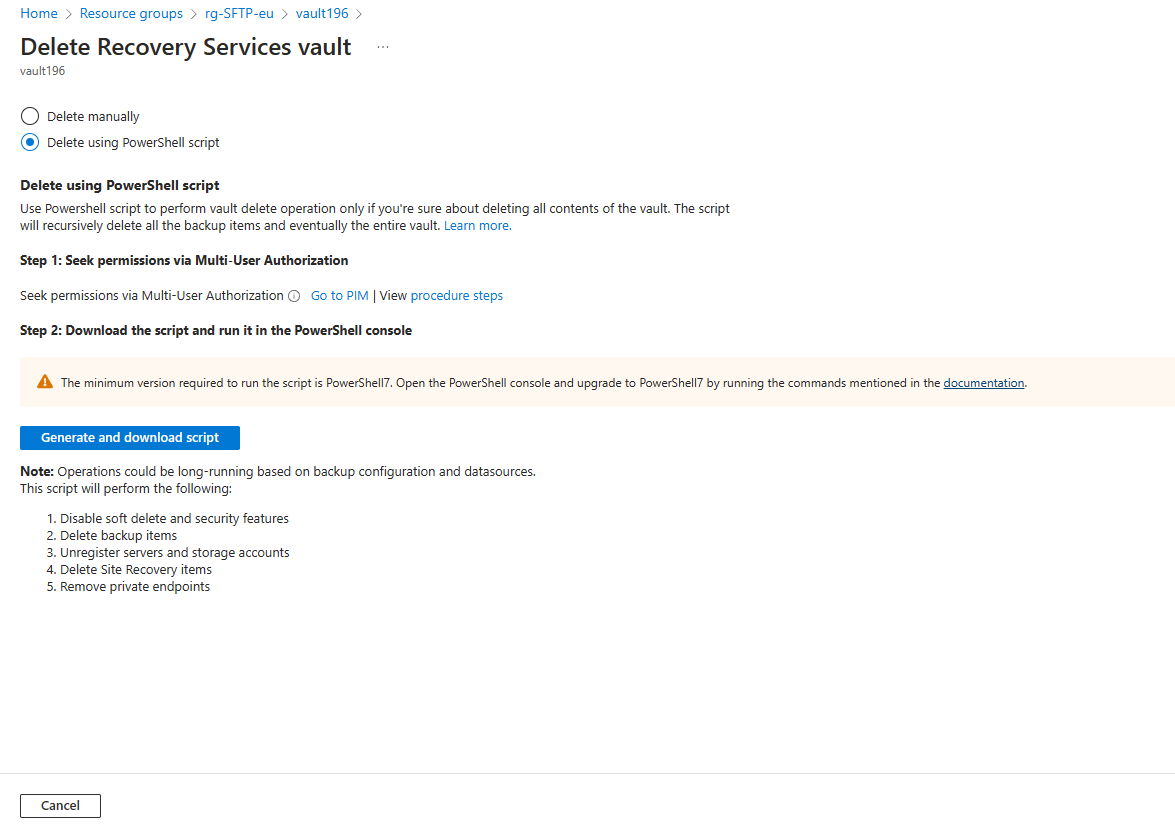 Home > Resource groups > rg-SFTP-eu > vault196 >
Delete Recovery Services vault ...
vault196
Delete manually
Delete using PowerShell script
Delete using PowerShell script
Use Powershell script to perform vault delete operation only if you're sure about deleting all contents of the vault. The script
will recursively delete all the backup items and eventually the entire vault. Learn more.
Step 1: Seek permissions via Multi-User Authorization
Seek permissions via Multi-User Authorization Go to PIM | View procedure steps
Step 2: Download the script and run it in the PowerShell console
The minimum version required to run the script is PowerShell7. Open the PowerShell console and upgrade to PowerShell7 by running the commands mentioned in the documentation.
Generate and download script
Note: Operations could be long-running based on backup configuration and datasources.
This script will perform the following:
1. Disable soft delete and security features
2. Delete backup items
3. Unregister servers and storage accounts
4. Delete Site Recovery items
5. Remove private endpoints
Cancel